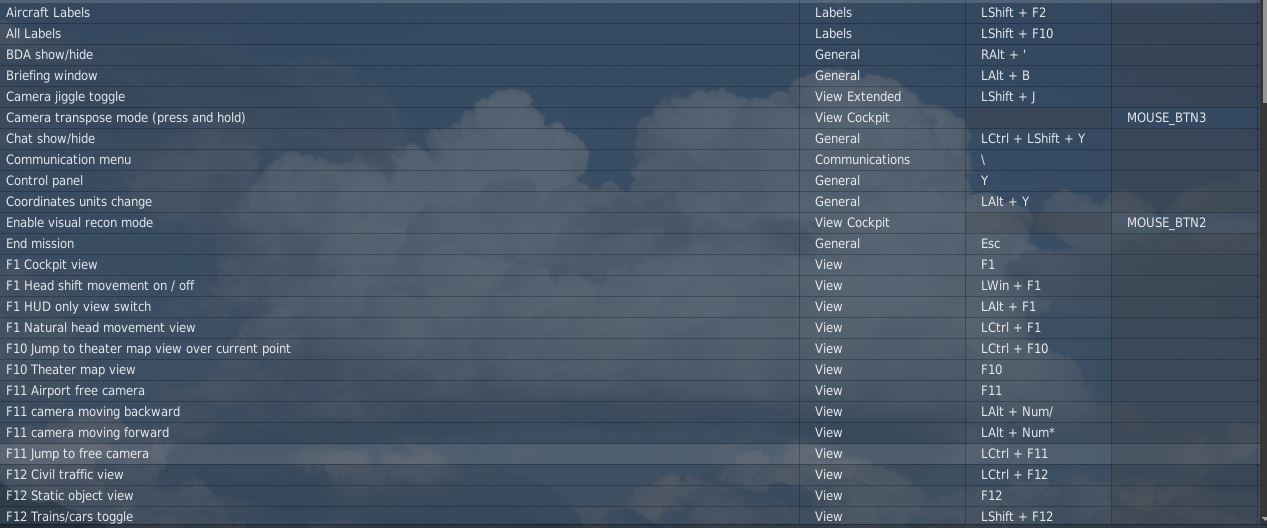 Aircraft Labels Labels LShift + F2
All Labels Labels LShift + F10
BDA show/hide General RAlt + '
Briefing window General LAlt + B
Camera jiggle toggle View Extended LShift + J
Camera transpose mode (press and hold) View Cockpit MOUSE_BTN3
Chat show/hide General LCtrl + LShift + Y
Communication menu Communications \
Control panel General Y
Coordinates units change General LAlt + Y
Enable visual recon mode View Cockpit MOUSE_BTN2
End mission General Esc
F1 Cockpit view View F1
F1 Head shift movement on / off View LWin + F1
F1 HUD only view switch View LAlt + F1
F1 Natural head movement view View LCtrl + F1
F10 Jump to theater map view over current point View LCtrl + F10
F10 Theater map view View F10
F11 Airport free camera View F11
F11 camera moving backward View LAlt + Num/
F11 camera moving forward View LAlt + Num*
F11 Jump to free camera View LCtrl + F11
F12 Civil traffic view View LCtrl + F12
F12 Static object view View F12
F12 Trains/cars toggle View LShift + F12